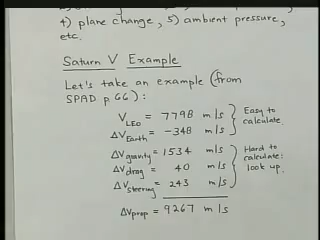 4) plane change, 5) ambient pressure,
etc.
Saturn V Example
Let's take an example (from
SPAD p66):
V_LEO = 7798 m/s
ΔV_Earth = -348 m/s
Easy to
calculate.
ΔV_gravity = 1534 m/s
ΔV_drag = 40 m/s
ΔV_steering = 243 m/s
Hard to
calculate:
look up.
ΔV_prop = 9267 m/s